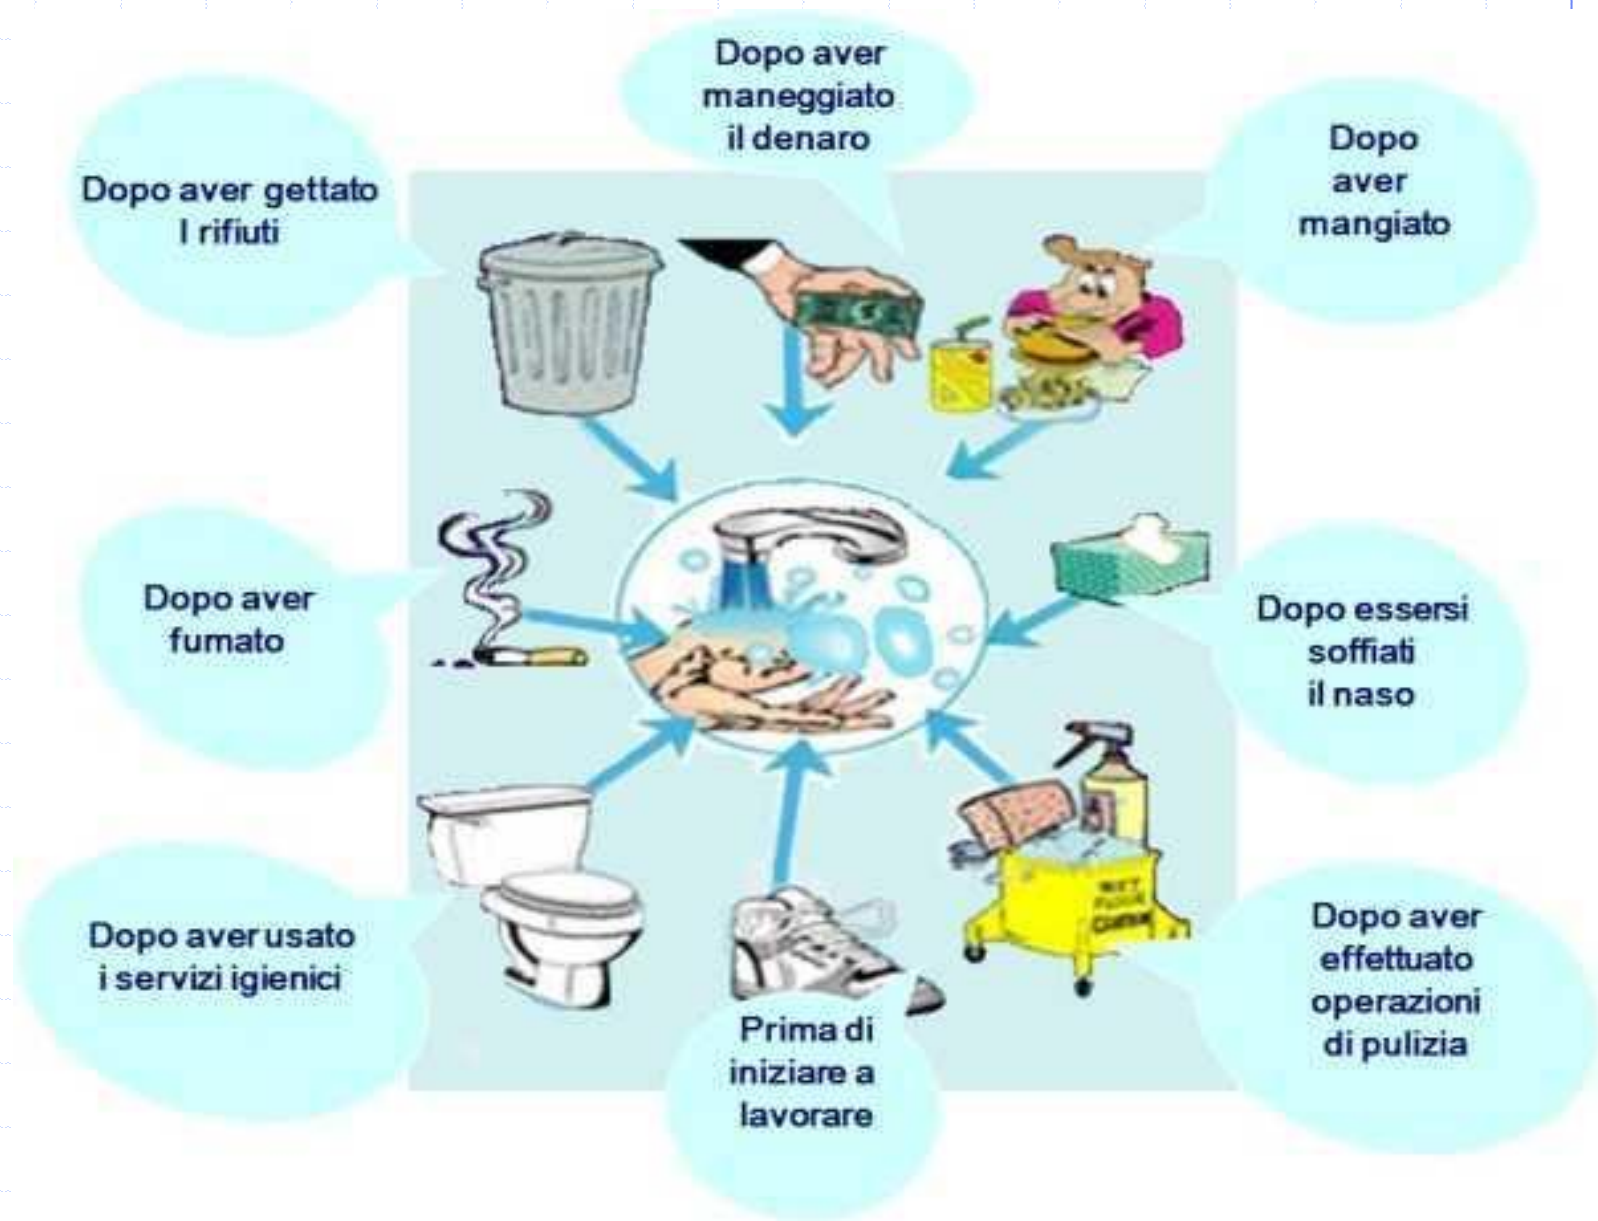 Dopo aver
maneggiato
il denaro
Dopo aver gettato
I rifiuti
Dopo
aver
mangiato
Dopo aver
fumato
Dopo essersi
soffiati
il naso
Dopo aver usato
i servizi igienici
Prima di
iniziare a
lavorare
Dopo aver
effettuato
operazioni
di pulizia